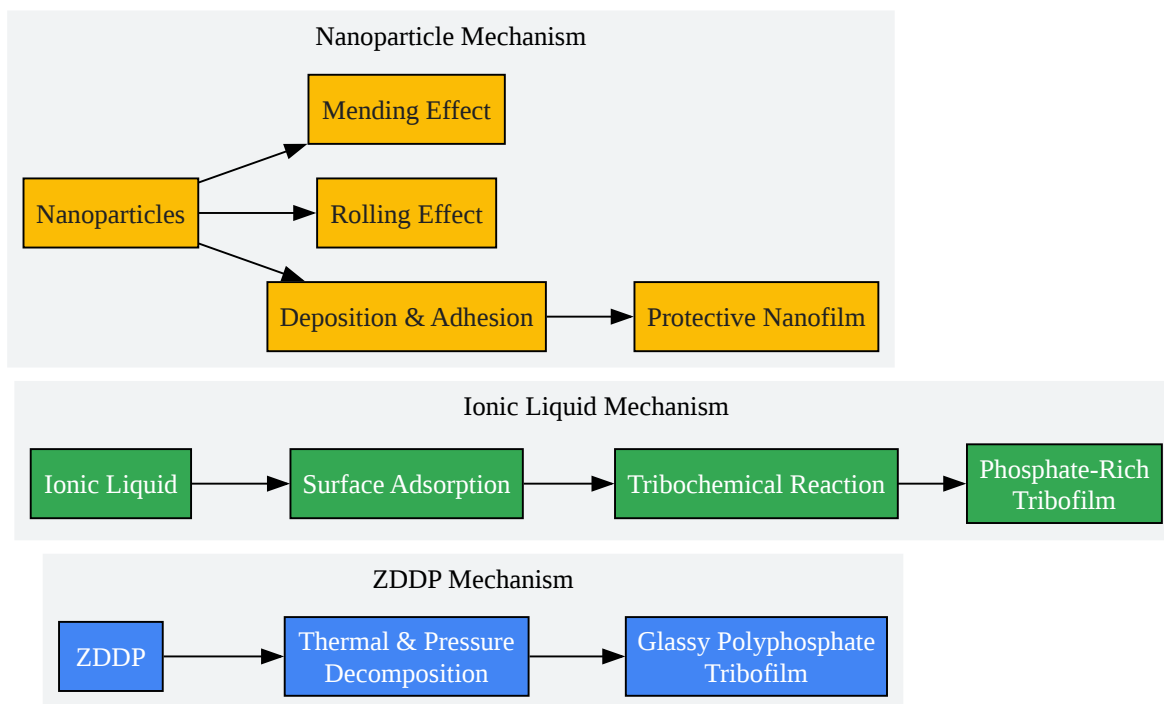 Nanoparticle Mechanism
Mending Effect
Nanoparticles
Rolling Effect
Deposition & Adhesion
Protective Nanofilm
Ionic Liquid Mechanism
Ionic Liquid
Surface Adsorption
Tribochemical Reaction
Phosphate-Rich
Tribofilm
ZDDP Mechanism
ZDDP
Thermal & Pressure
Decomposition
Glassy Polyphosphate
Tribofilm